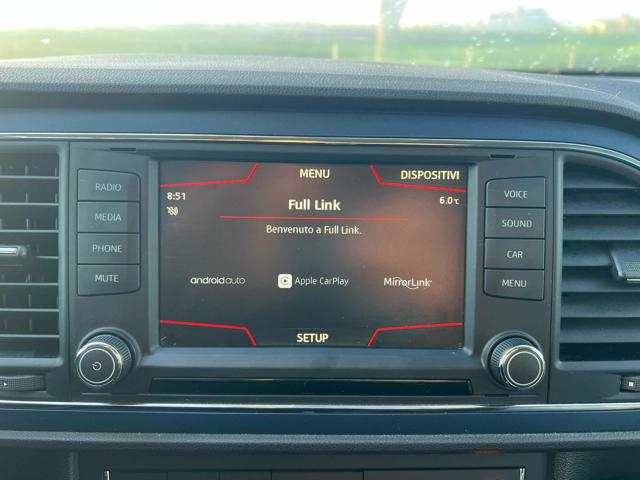 RADIO
MEDIA
PHONE
MUTE
MENU
DISPOSITIVI
8:51
Full Link
6.0°C
Benvenuto a Full Link.
androidauto
Apple CarPlay
MirrorLink
SETUP
VOICE
SOUND
CAR
MENU